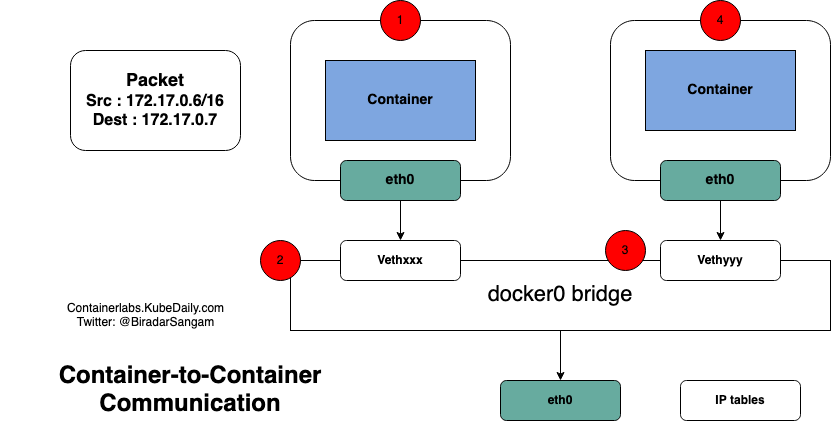 1
4
Packet
Src : 172.17.0.6/16
Dest : 172.17.0.7
Container
Container
eth0
eth0
2
Vethxxx
3
Vethyyy
docker0 bridge
Containerlabs.KubeDaily.com
Twitter: @BiradarSangam
Container-to-Container
Communication
eth0
IP tables